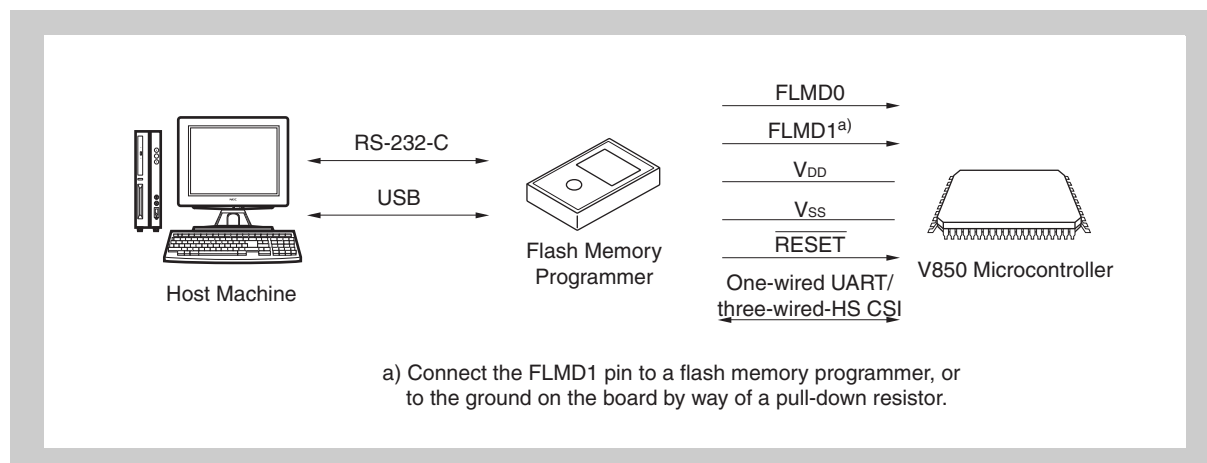 RS-232-C
USB
Host Machine
Flash Memory
Programmer
FLMD0
FLMD1a)
VDD
VSS
RESET
One-wired UART/
three-wired-HS CSI
V850 Microcontroller
a) Connect the FLMD1 pin to a flash memory programmer, or
to the ground on the board by way of a pull-down resistor.